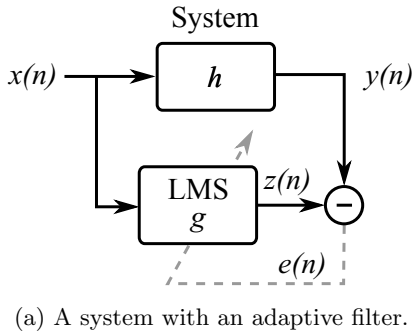 System
x(n)
h
y(n)
LMS
g
z(n)
−
e(n)
(a) A system with an adaptive filter.